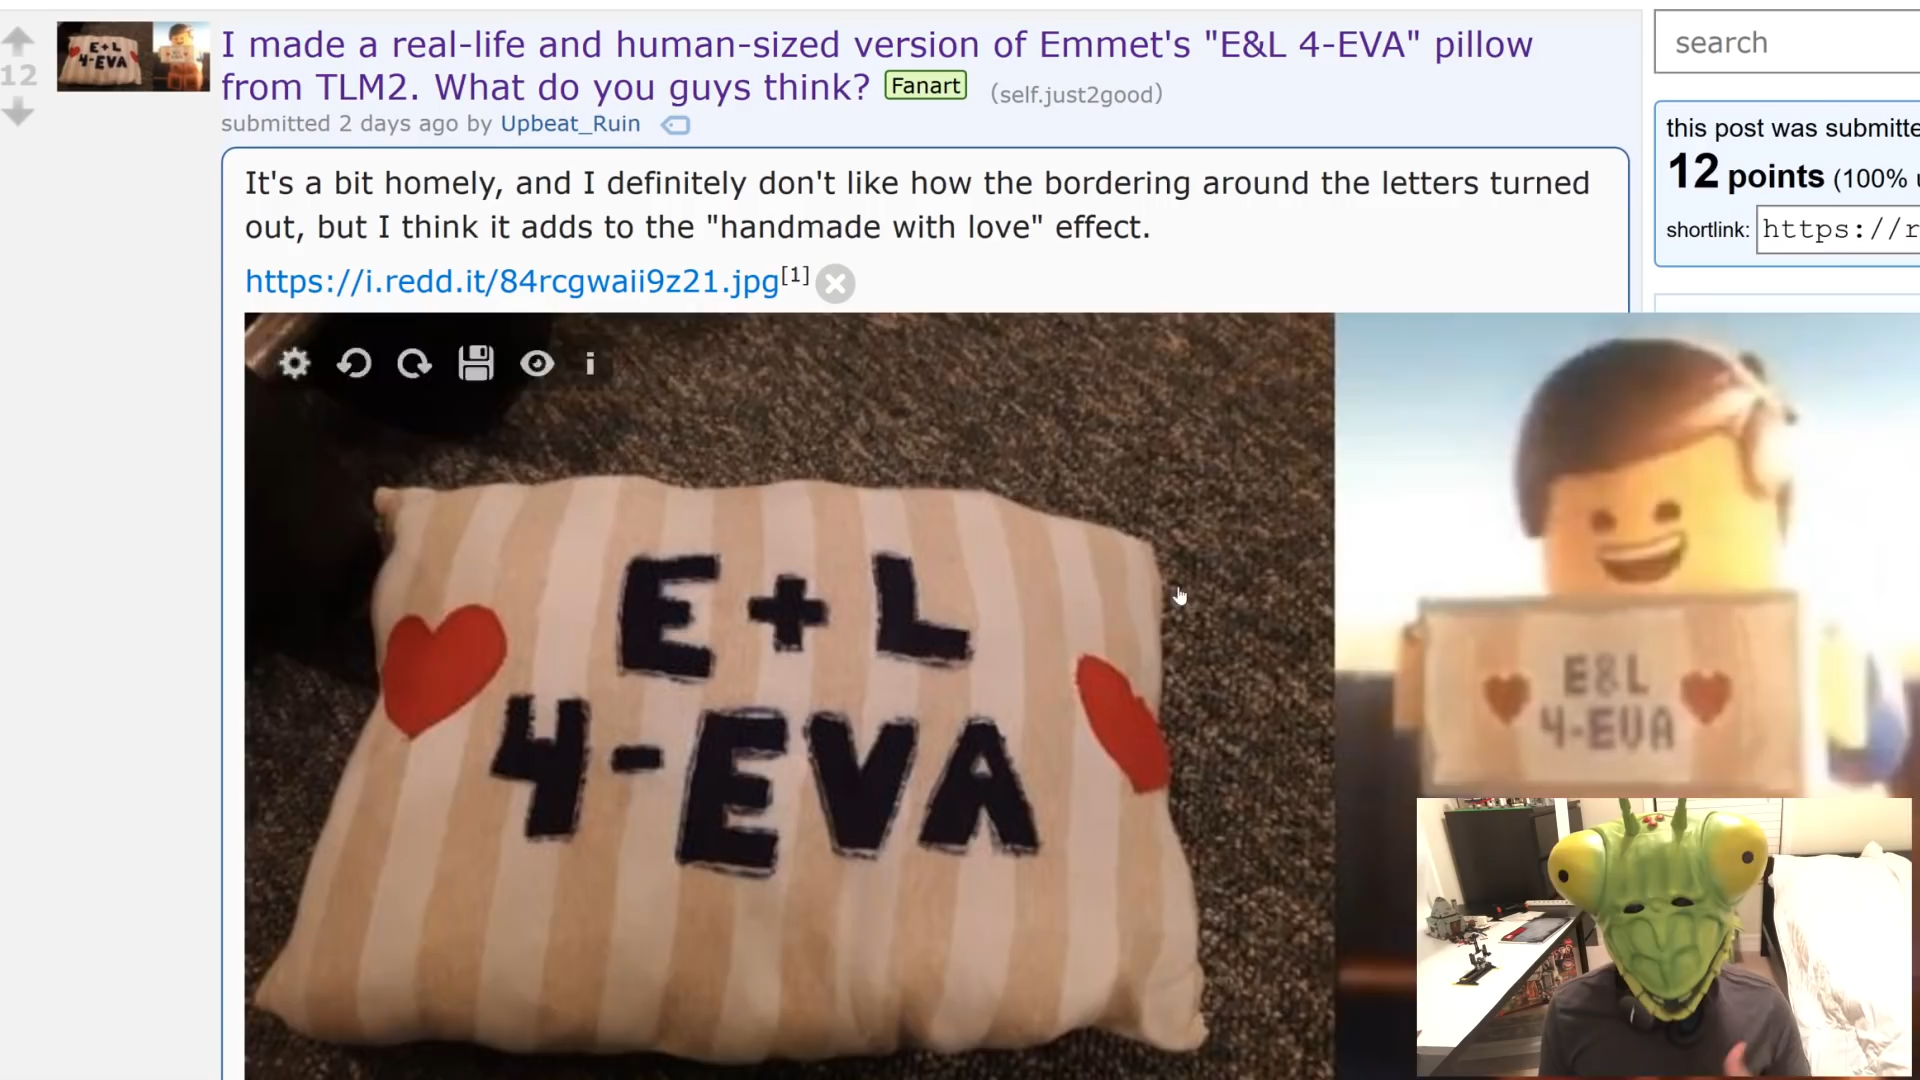 E+L
4-EVA
12
I made a real-life and human-sized version of Emmet's "E&L 4-EVA" pillow
from TLM2. What do you guys think? Fanart (self.just2good)
submitted 2 days ago by Upbeat_Ruin
It's a bit homely, and I definitely don't like how the bordering around the letters turned
out, but I think it adds to the "handmade with love" effect.
https://i.redd.it/84rcgwaii9z21.jpg[1]
E+L
4-EVA
E&L
4-EVA
search
this post was submitte
12 points (100% u
shortlink: https://r